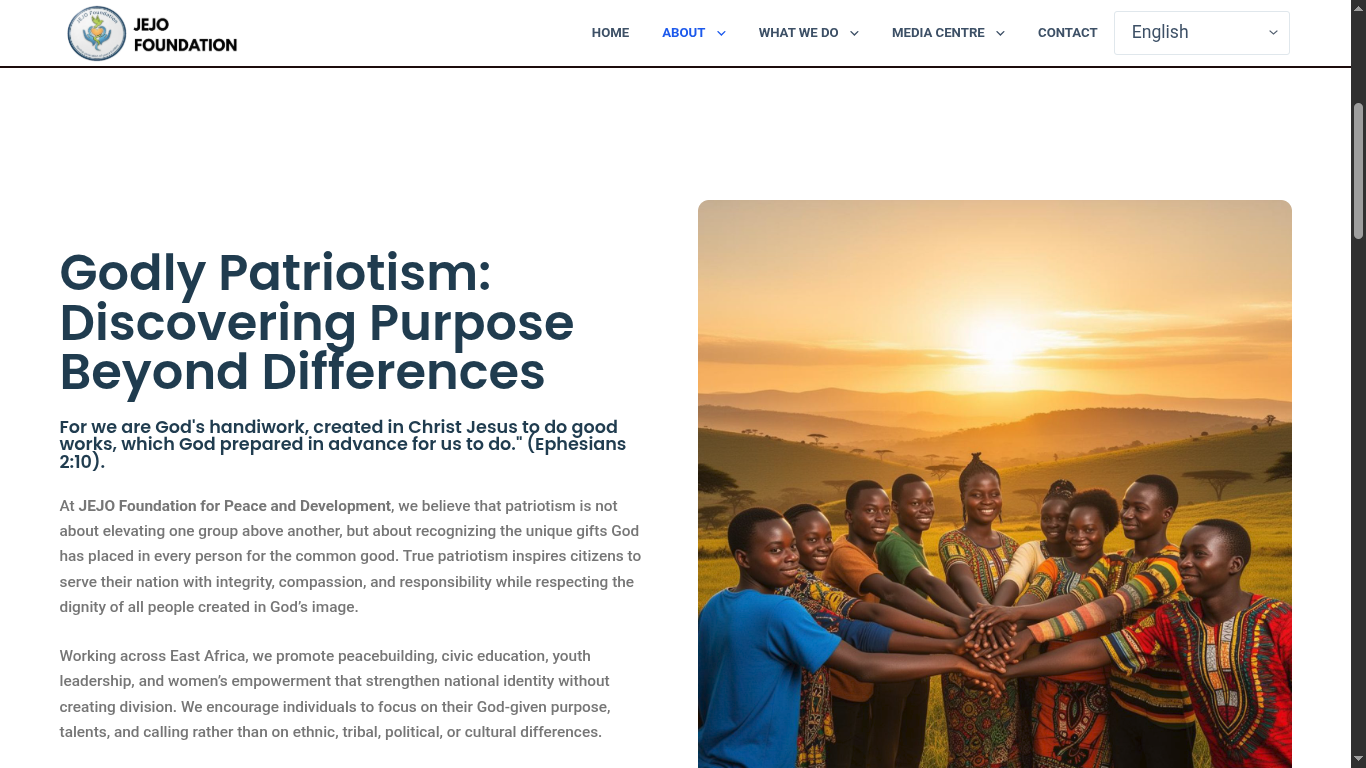 JEJO Foundation
JEJO
FOUNDATION
HOME
ABOUT
WHAT WE DO
MEDIA CENTRE
CONTACT
English
Godly Patriotism:
Discovering Purpose
Beyond Differences
For we are God's handiwork, created in Christ Jesus to do good
works, which God prepared in advance for us to do." (Ephesians
2:10).
At JEJO Foundation for Peace and Development, we believe that patriotism is not
about elevating one group above another, but about recognizing the unique gifts God
has placed in every person for the common good. True patriotism inspires citizens to
serve their nation with integrity, compassion, and responsibility while respecting the
dignity of all people created in God’s image.
Working across East Africa, we promote peacebuilding, civic education, youth
leadership, and women’s empowerment that strengthen national identity without
creating division. We encourage individuals to focus on their God-given purpose,
talents, and calling rather than on ethnic, tribal, political, or cultural differences.